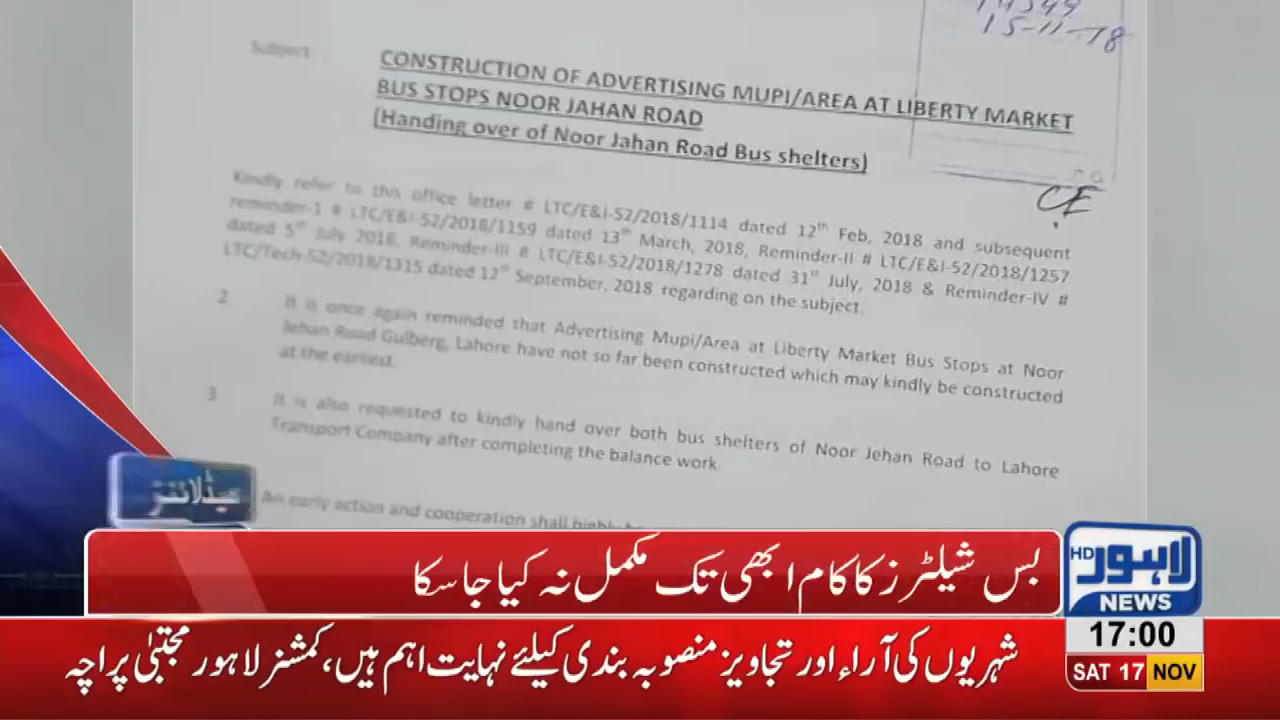 14599
15-11-18
Subject:
CONSTRUCTION OF ADVERTISING MUPI/AREA AT LIBERTY MARKET
BUS STOPS NOOR JAHAN ROAD
(Handing over of Noor Jahan Road Bus shelters)
CE
Kindly refer to this office letter # LTC/E&I-52/2018/1114 dated 12th Feb, 2018 and subsequent
reminder-1 # LTC/E&I-52/2018/1159 dated 13th March, 2018, Reminder-II # LTC/E&I-52/2018/1257
dated 5th July 2018, Reminder-III # LTC/E&I-52/2018/1278 dated 31st July, 2018 & Reminder-IV #
LTC/Tech-52/2018/1315 dated 12th September, 2018 regarding on the subject.
2. It is once again reminded that Advertising Mupi/Area at Liberty Market Bus Stops at Noor
Jehan Road Gulberg, Lahore have not so far been constructed which may kindly be constructed
at the earliest.
3. It is also requested to kindly hand over both bus shelters of Noor Jehan Road to Lahore
Transport Company after completing the balance work
An early action and cooperation shall highly
ہیڈلائنز
بس شیلٹرز کا کام ابھی تک مکمل نہ کیا جاسکا
لاہور HD
NEWS
17:00
شہریوں کی آراء اور تجاویز منصوبہ بندی کیلئے نہایت اہم ہیں، کمشنر لاہور مجتبیٰ پراچہ
SAT 17 NOV